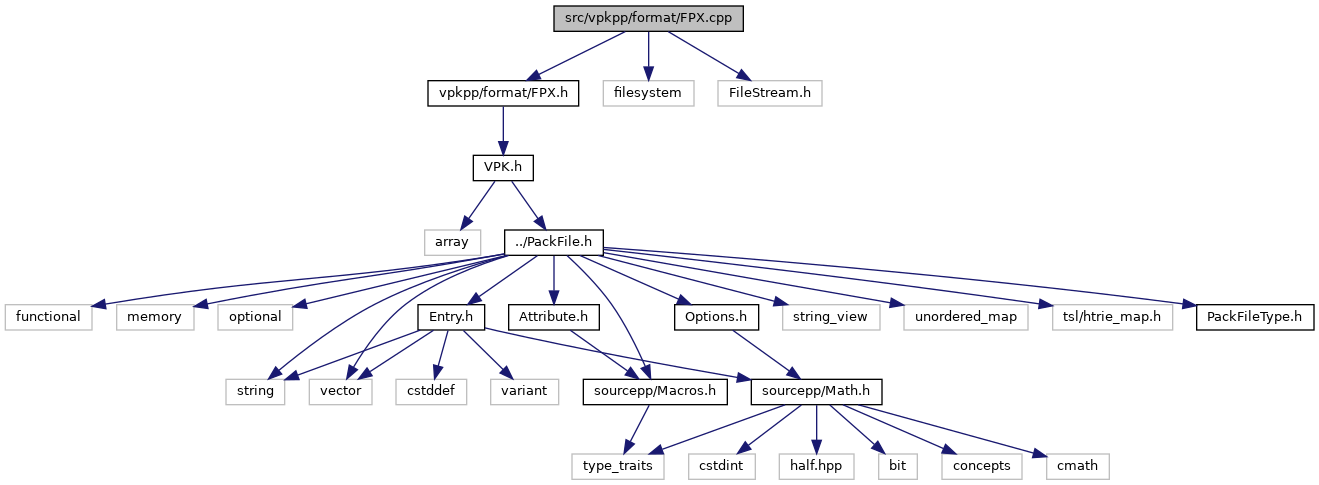 src/vpkpp/format/FPX.cpp
vpkpp/format/FPX.h
filesystem
FileStream.h
VPK.h
array
../PackFile.h
functional
memory
optional
Entry.h
Attribute.h
Options.h
string_view
unordered_map
tsl/htrie_map.h
PackFileType.h
string
vector
cstddef
variant
sourcepp/Macros.h
sourcepp/Math.h
type_traits
cstdint
half.hpp
bit
concepts
cmath